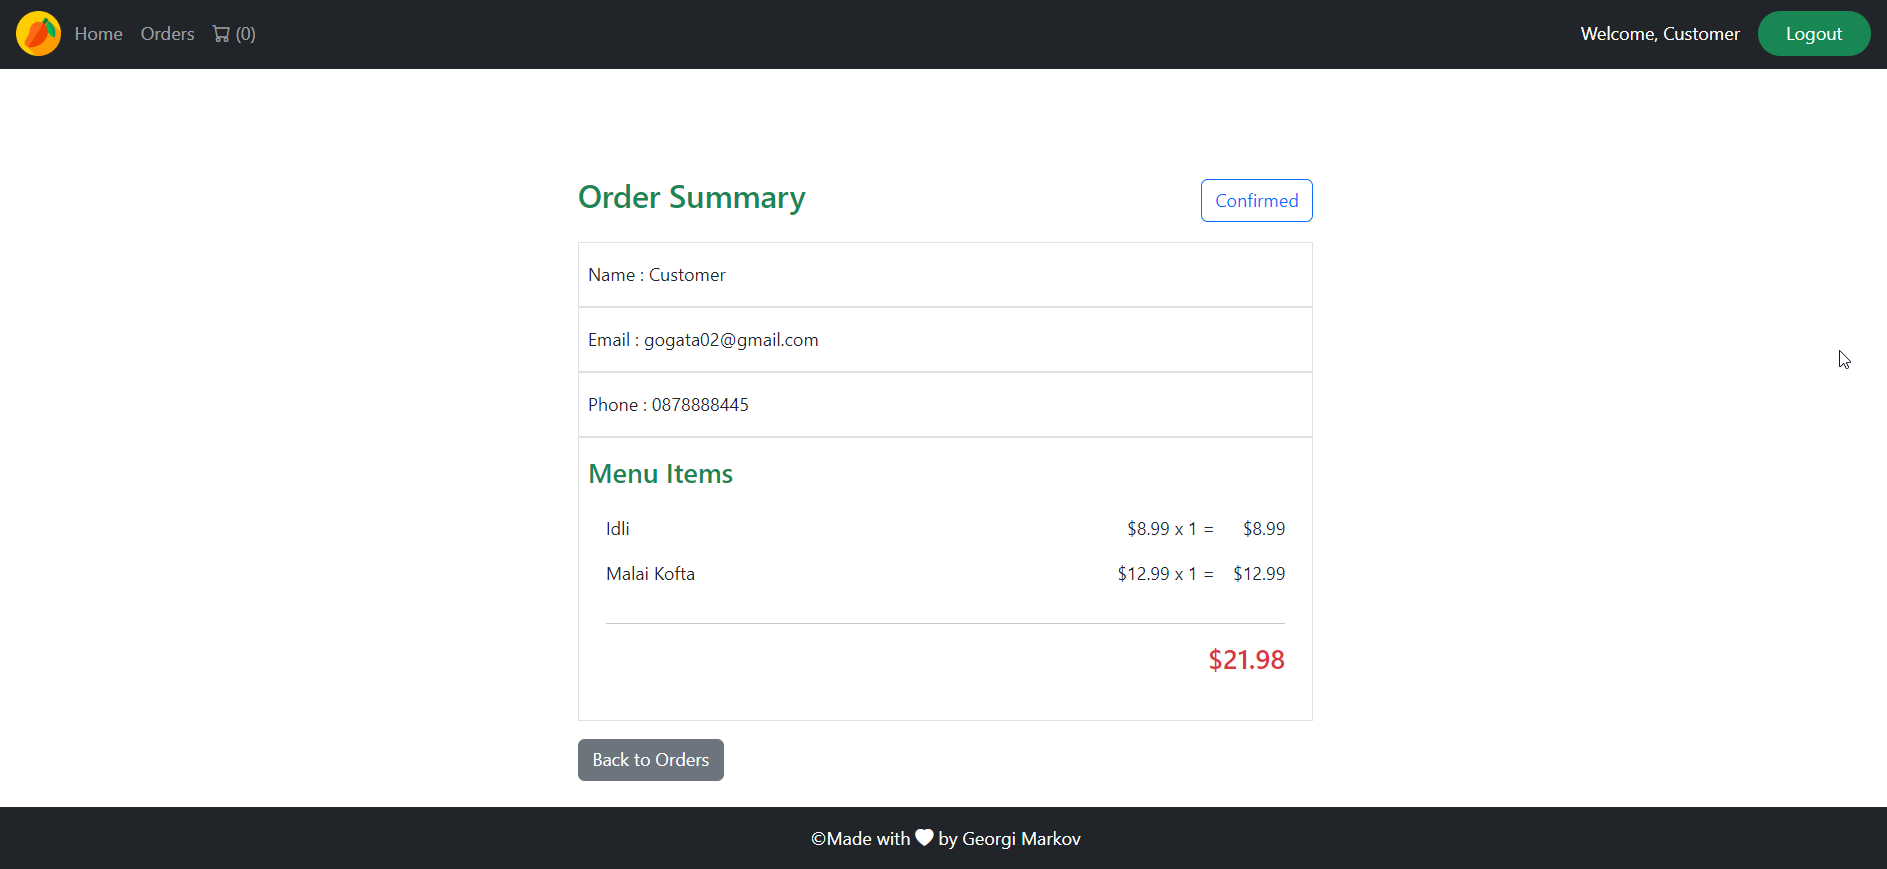 Home Orders (0) Welcome, Customer Logout
Order Summary Confirmed
Name : Customer
Email : gogata02@gmail.com
Phone : 0878888445
Menu Items
Idli $8.99 x 1 = $8.99
Malai Kofta $12.99 x 1 = $12.99
$21.98
Back to Orders
©Made with by Georgi Markov